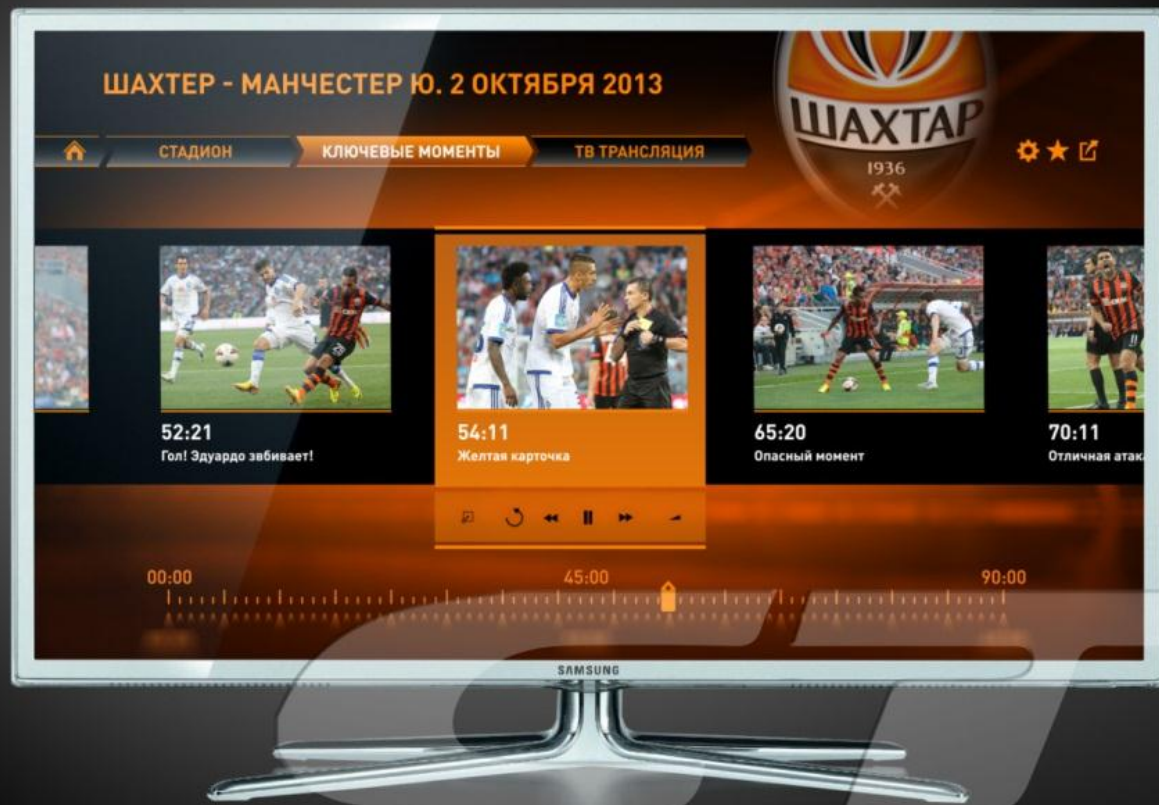 ШАХТЕР - МАНЧЕСТЕР Ю. 2 ОКТЯБРЯ 2013
ШАХТАР
1936
СТАДИОН
КЛЮЧЕВЫЕ МОМЕНТЫ
ТВ ТРАНСЛЯЦИЯ
52:21
Гол! Эдуардо звбивает!
54:11
Желтая карточка
65:20
Опасный момент
70:11
Отличная атак
00:00
45:00
90:00
SAMSUNG